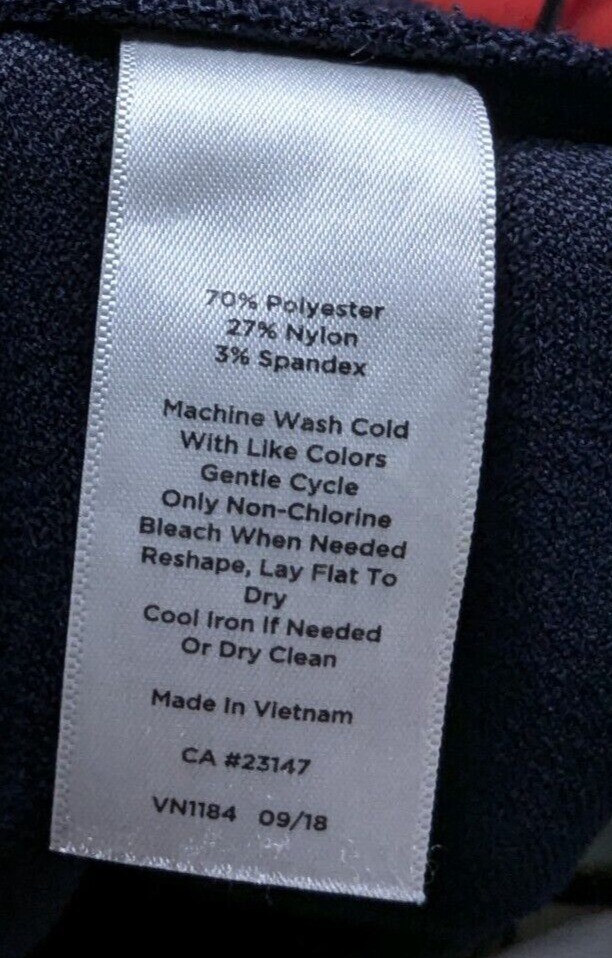 70% Polyester
27% Nylon
3% Spandex
Machine Wash Cold
With Like Colors
Gentle Cycle
Only Non-Chlorine
Bleach When Needed
Reshape, Lay Flat To
Dry
Cool Iron If Needed
Or Dry Clean
Made In Vietnam
CA #23147
VN1184 09/18